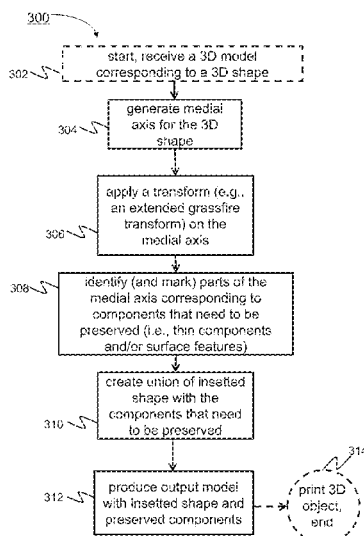 300
start, receive a 3D model
corresponding to a 3D shape
302
generate medial
axis for the 3D
shape
304
apply a transform (e.g.,
an extended grassfire
transform) on the
medial axis
306
identify (and mark) parts of the
medial axis corresponding to
components that need to be
preserved (i.e., thin components
and/or surface features)
308
create union of insetted
shape with the
components that need
to be preserved
310
produce output model
with insetted shape and
preserved components
312
314
print 3D
object,
end